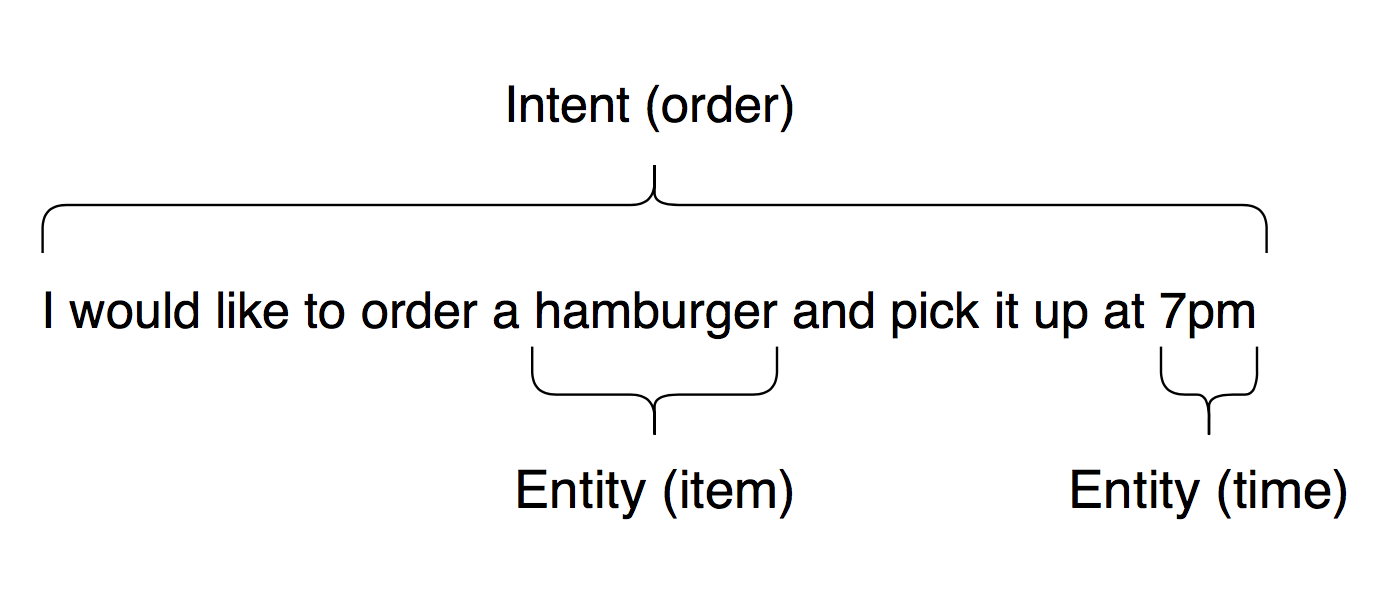 Intent (order)
I would like to order a hamburger and pick it up at 7pm
Entity (item) Entity (time)